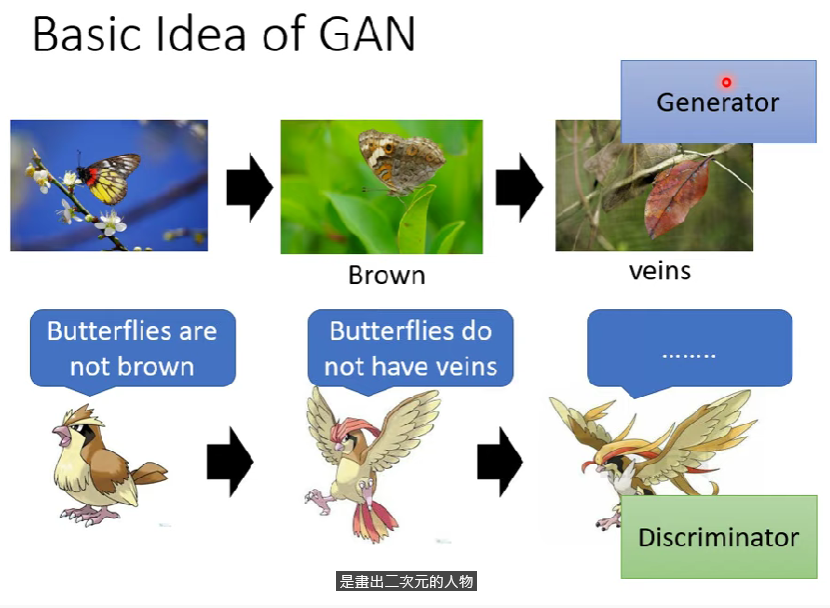 Basic Idea of GAN
Generator
Brown
veins
Butterflies are
not brown
Butterflies do
not have veins
........
Discriminator
是畫出二次元的人物